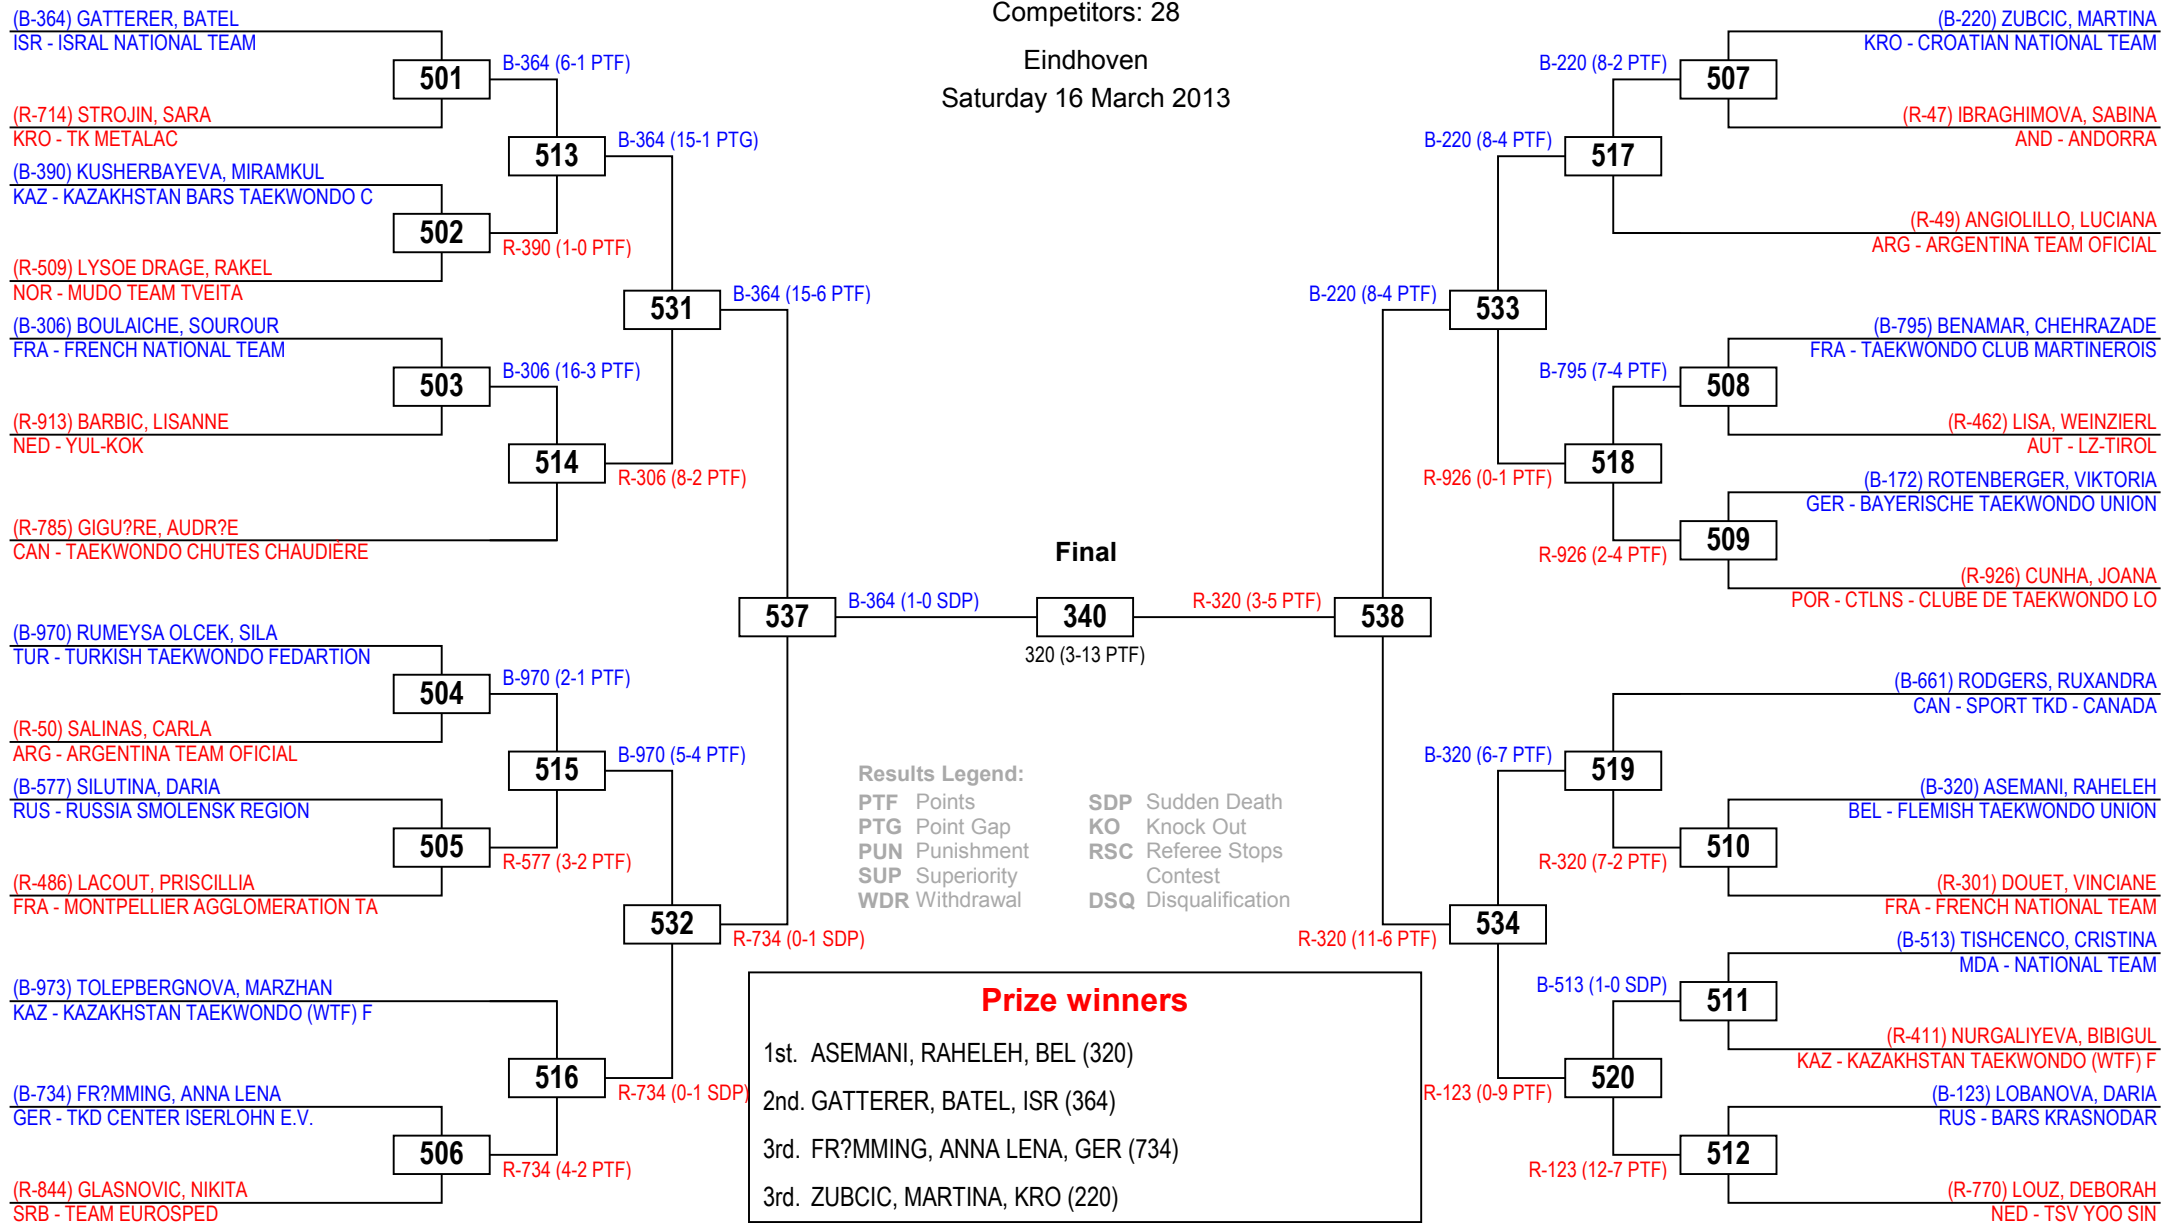 Competitors: 28
Eindhoven
Saturday 16 March 2013
(B-364) GATTERER, BATEL
ISR - ISRAL NATIONAL TEAM
501
B-364 (6-1 PTF)
(R-714) STROJIN, SARA
KRO - TK METALAC
513
B-364 (15-1 PTG)
(B-390) KUSHERBAYEVA, MIRAMKUL
KAZ - KAZAKHSTAN BARS TAEKWONDO C
502
R-390 (1-0 PTF)
(R-509) LYSOE DRAGE, RAKEL
NOR - MUDO TEAM TVEITA
531
B-364 (15-6 PTF)
(B-306) BOULAICHE, SOUROUR
FRA - FRENCH NATIONAL TEAM
503
B-306 (16-3 PTF)
(R-913) BARBIC, LISANNE
NED - YUL-KOK
514
R-306 (8-2 PTF)
(R-785) GIGU?RE, AUDR?E
CAN - TAEKWONDO CHUTES CHAUDIÈRE
537
B-364 (1-0 SDP)
(B-970) RUMEYSA OLCEK, SILA
TUR - TURKISH TAEKWONDO FEDARTION
504
B-970 (2-1 PTF)
(R-50) SALINAS, CARLA
ARG - ARGENTINA TEAM OFICIAL
515
B-970 (5-4 PTF)
(B-577) SILUTINA, DARIA
RUS - RUSSIA SMOLENSK REGION
505
R-577 (3-2 PTF)
(R-486) LACOUT, PRISCILLIA
FRA - MONTPELLIER AGGLOMERATION TA
532
R-734 (0-1 SDP)
(B-973) TOLEPBERGNOVA, MARZHAN
KAZ - KAZAKHSTAN TAEKWONDO (WTF) F
516
R-734 (0-1 SDP)
(B-734) FR?MMING, ANNA LENA
GER - TKD CENTER ISERLOHN E.V.
506
R-734 (4-2 PTF)
(R-844) GLASNOVIC, NIKITA
SRB - TEAM EUROSPED
Final
340
320 (3-13 PTF)
(B-220) ZUBCIC, MARTINA
KRO - CROATIAN NATIONAL TEAM
B-220 (8-2 PTF)
507
(R-47) IBRAGHIMOVA, SABINA
AND - ANDORRA
B-220 (8-4 PTF)
517
(R-49) ANGIOLILLO, LUCIANA
ARG - ARGENTINA TEAM OFICIAL
B-220 (8-4 PTF)
533
(B-795) BENAMAR, CHEHRAZADE
FRA - TAEKWONDO CLUB MARTINEROIS
B-795 (7-4 PTF)
508
(R-462) LISA, WEINZIERL
AUT - LZ-TIROL
R-926 (0-1 PTF)
518
(B-172) ROTENBERGER, VIKTORIA
GER - BAYERISCHE TAEKWONDO UNION
R-926 (2-4 PTF)
509
(R-926) CUNHA, JOANA
POR - CTLNS - CLUBE DE TAEKWONDO LO
R-320 (3-5 PTF)
538
(B-661) RODGERS, RUXANDRA
CAN - SPORT TKD - CANADA
B-320 (6-7 PTF)
519
(B-320) ASEMANI, RAHELEH
BEL - FLEMISH TAEKWONDO UNION
R-320 (7-2 PTF)
510
(R-301) DOUET, VINCIANE
FRA - FRENCH NATIONAL TEAM
R-320 (11-6 PTF)
534
(B-513) TISHCENCO, CRISTINA
MDA - NATIONAL TEAM
B-513 (1-0 SDP)
511
(R-411) NURGALIYEVA, BIBIGUL
KAZ - KAZAKHSTAN TAEKWONDO (WTF) F
R-123 (0-9 PTF)
520
(B-123) LOBANOVA, DARIA
RUS - BARS KRASNODAR
R-123 (12-7 PTF)
512
(R-770) LOUZ, DEBORAH
NED - TSV YOO SIN
Results Legend:
PTF Points SDP Sudden Death
PTG Point Gap KO Knock Out
PUN Punishment RSC Referee Stops
SUP Superiority Contest
WDR Withdrawal DSQ Disqualification
Prize winners
1st. ASEMANI, RAHELEH, BEL (320)
2nd. GATTERER, BATEL, ISR (364)
3rd. FR?MMING, ANNA LENA, GER (734)
3rd. ZUBCIC, MARTINA, KRO (220)